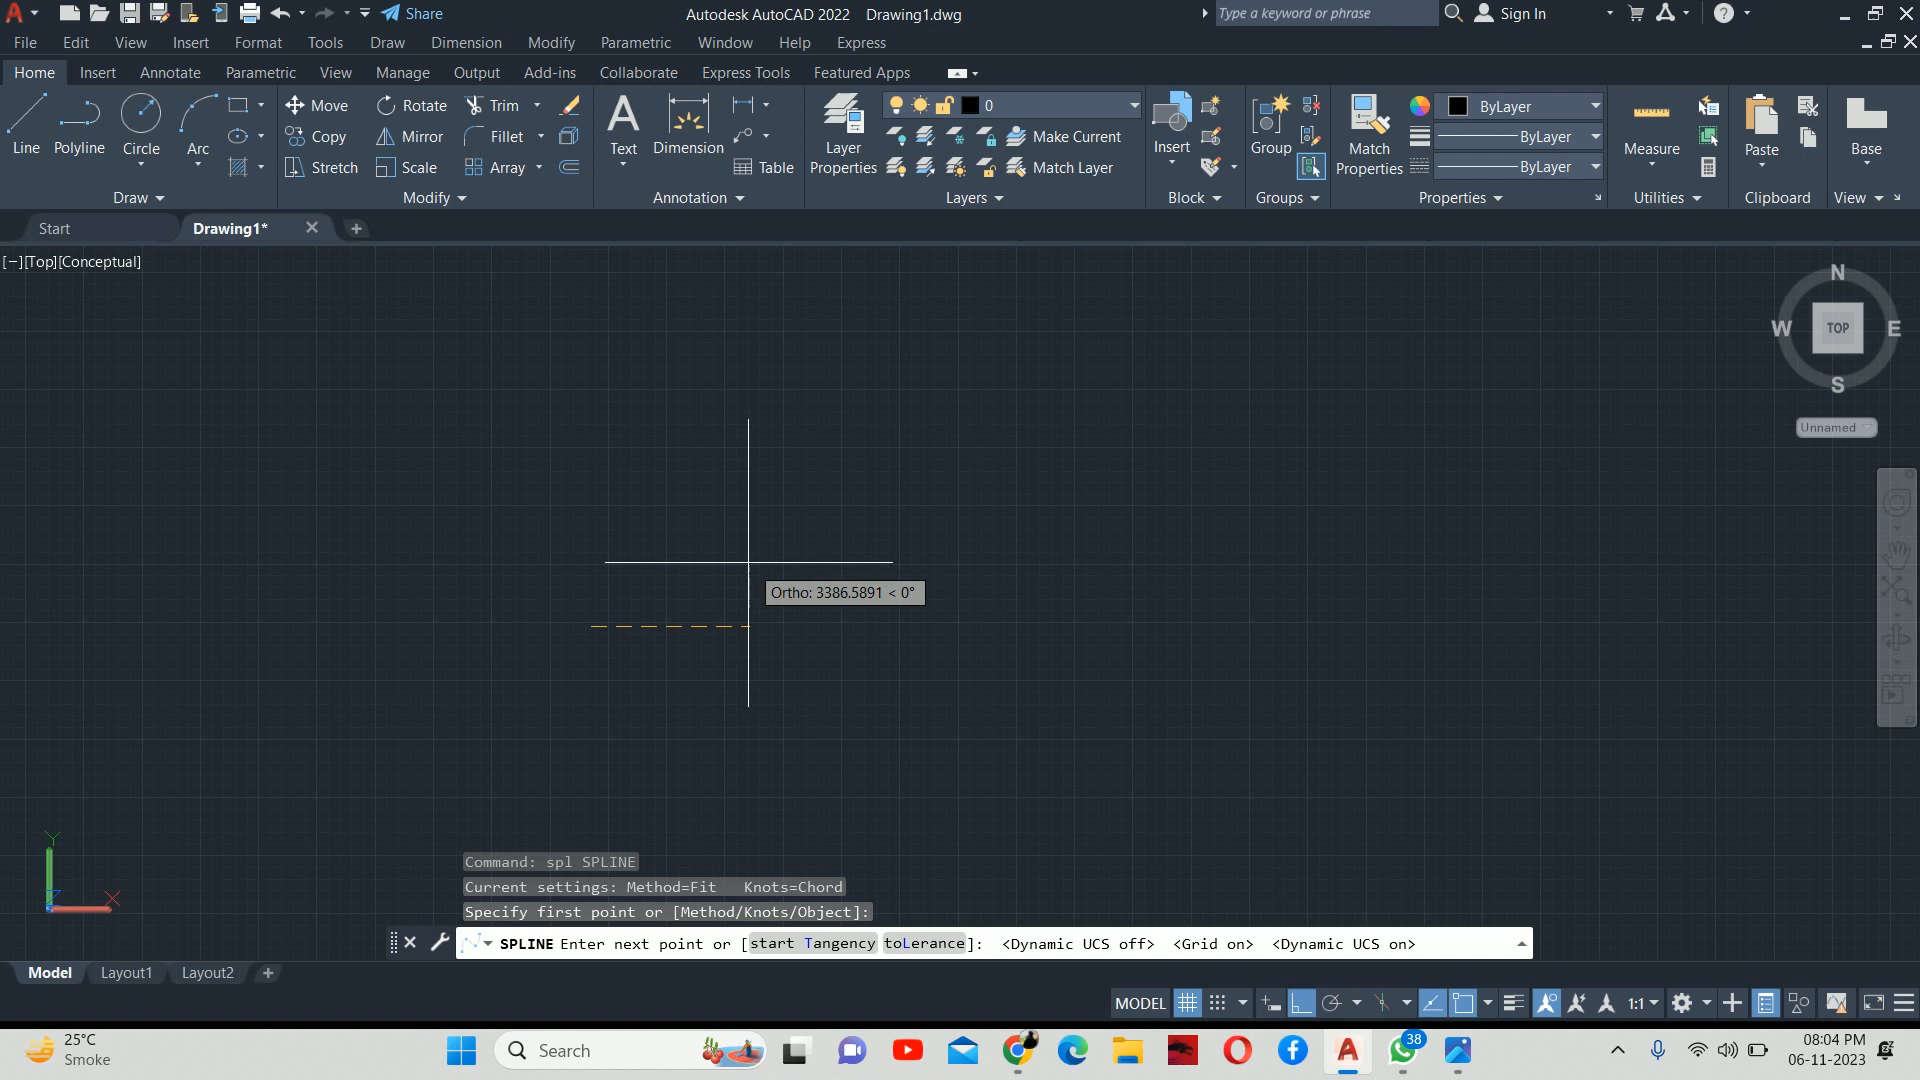 Share
Autodesk AutoCAD 2022 Drawing1.dwg
Type a keyword or phrase
Sign In
File Edit View Insert Format Tools Draw Dimension Modify Parametric Window Help Express
Home Insert Annotate Parametric View Manage Output Add-ins Collaborate Express Tools Featured Apps
Line Polyline Circle Arc
Move Rotate Trim
Copy Mirror Fillet
Stretch Scale Array
Text Dimension Table
Layer Properties
0
Make Current
Match Layer
Insert
Group
Match Properties
ByLayer
ByLayer
ByLayer
Measure
Paste
Base
Draw Modify Annotation Layers Block Groups Properties Utilities Clipboard View
Start Drawing1*
[−][Top][Conceptual]
N
W TOP E
S
Unnamed
Ortho: 3386.5891 < 0°
Y
Z X
Command: spl SPLINE
Current settings: Method=Fit Knots=Chord
Specify first point or [Method/Knots/Object]:
SPLINE Enter next point or [start Tangency toLerance]: <Dynamic UCS off> <Grid on> <Dynamic UCS on>
Model Layout1 Layout2
MODEL 1:1
25°C
Smoke
Search
38
08:04 PM
06-11-2023